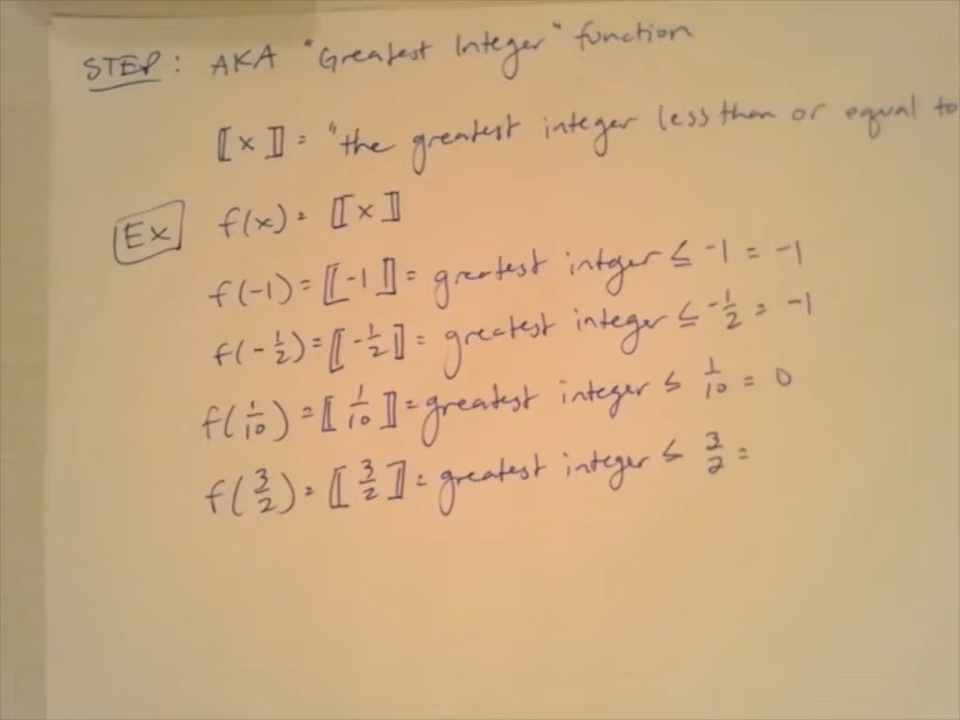 STEP: AKA "Greatest Integer" function
⟦x⟧ = "the greatest integer less than or equal to
Ex f(x) = ⟦x⟧
f(-1) = ⟦-1⟧ = greatest intger ≤ -1 = -1
f(-1/2) = ⟦-1/2⟧ = greatest integer ≤ -1/2 = -1
f(1/10) = ⟦1/10⟧ = greatest integer ≤ 1/10 = 0
f(3/2) = ⟦3/2⟧ = greatest integer ≤ 3/2 =